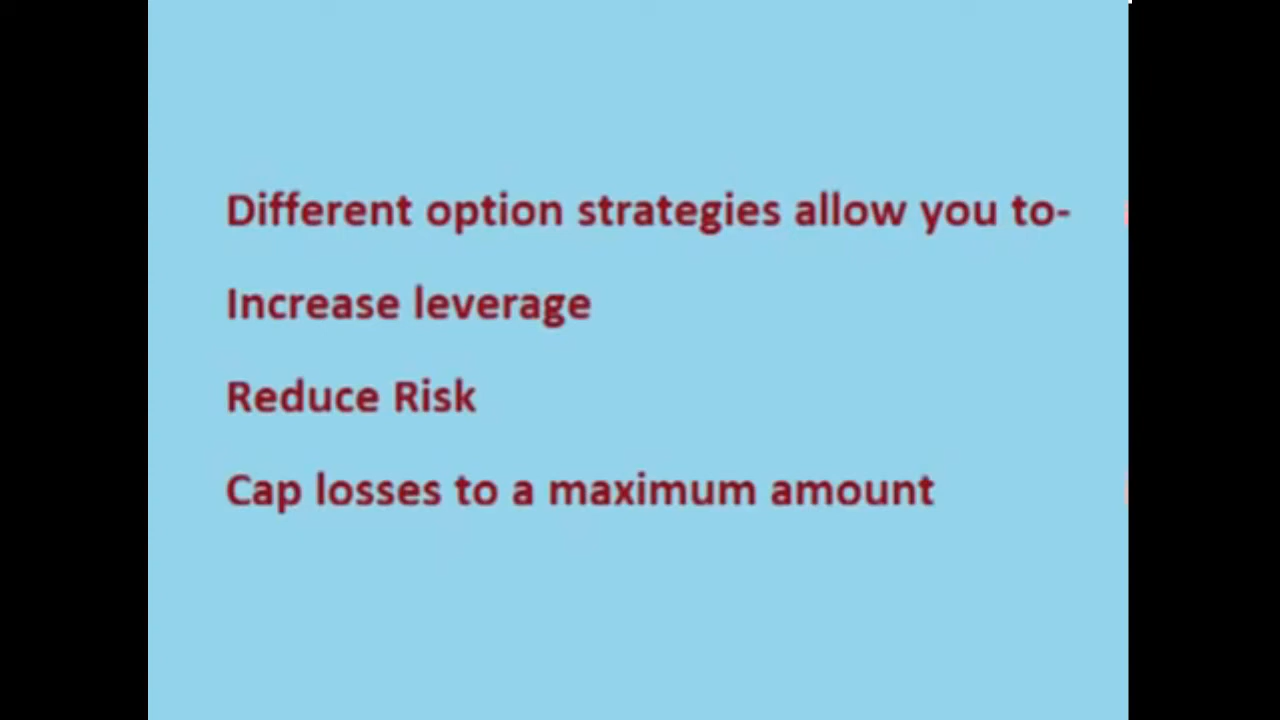 Different option strategies allow you to-
Increase leverage
Reduce Risk
Cap losses to a maximum amount